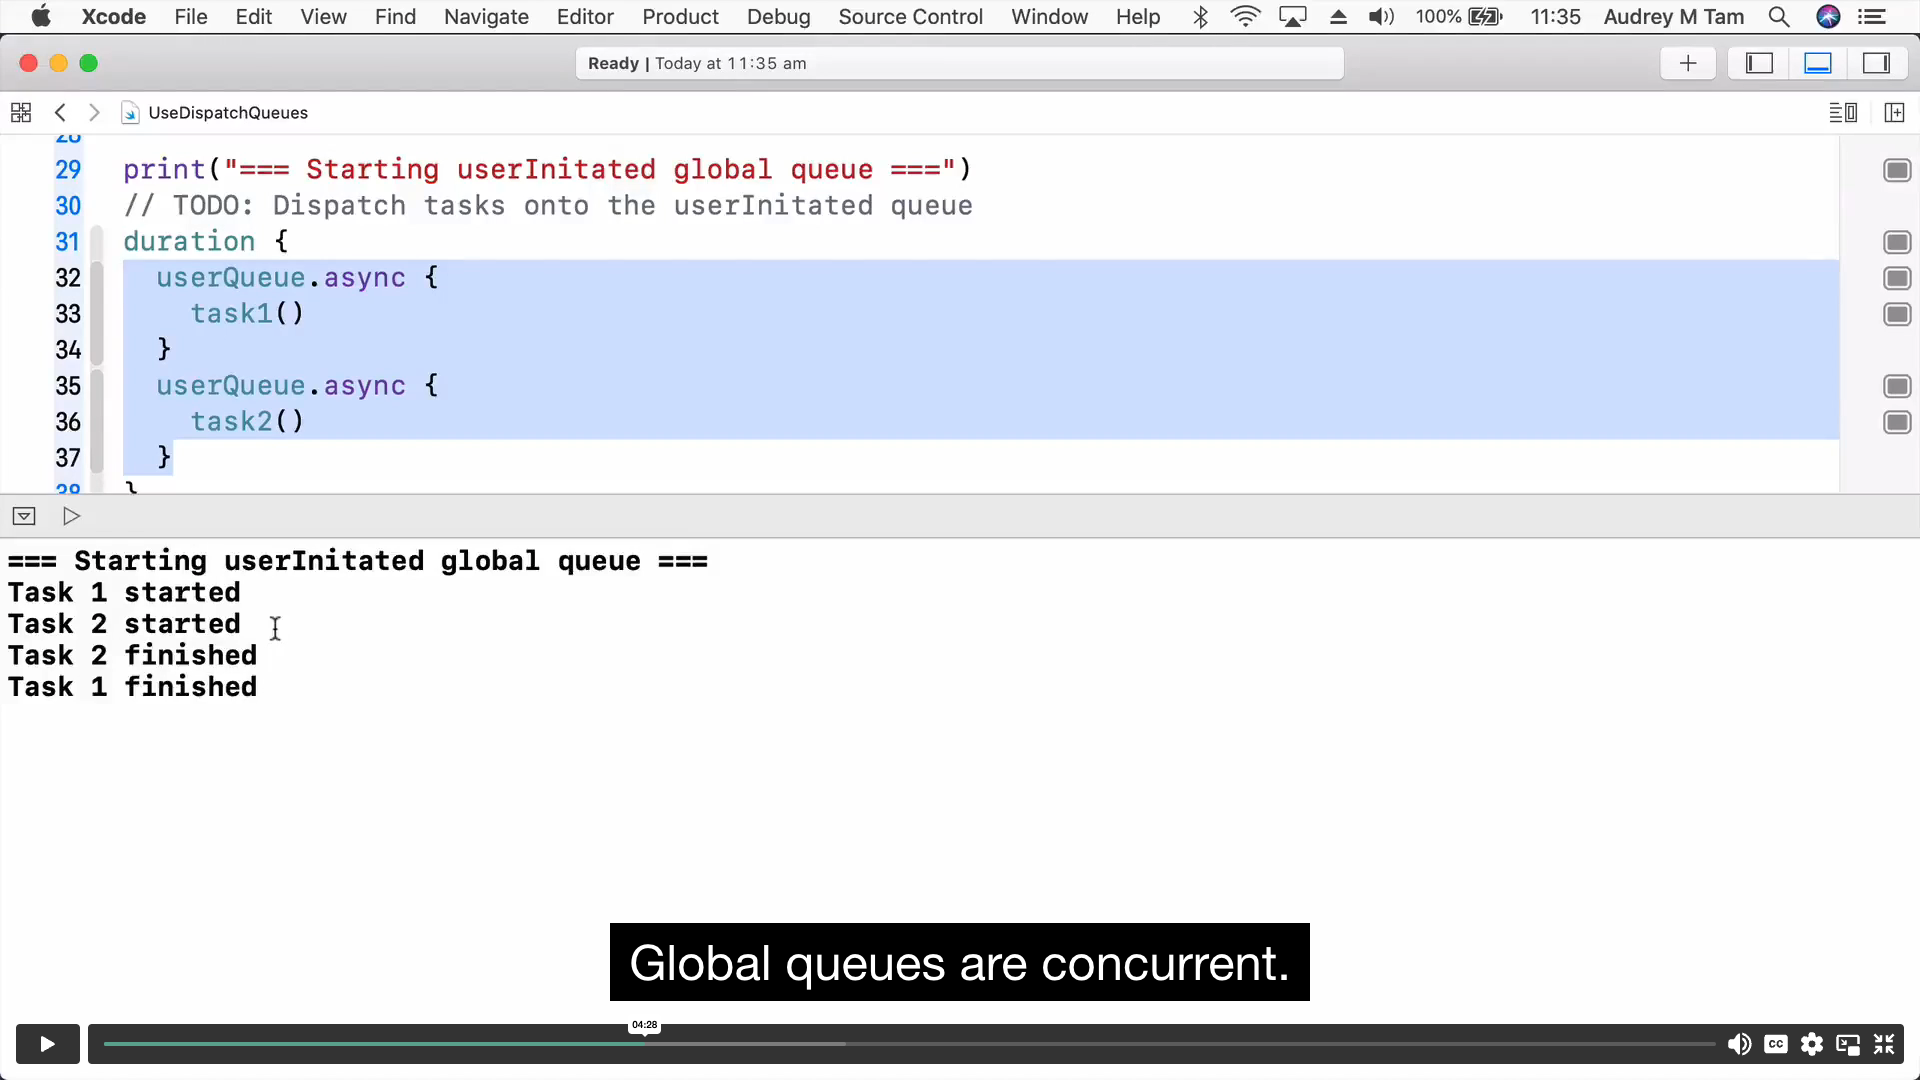 Xcode File Edit View Find Navigate Editor Product Debug Source Control Window Help 100% 11:35 Audrey M Tam
Ready | Today at 11:35 am
UseDispatchQueues
28
29 print("=== Starting userInitated global queue ===")
30 // TODO: Dispatch tasks onto the userInitated queue
31 duration {
32 userQueue.async {
33 task1()
34 }
35 userQueue.async {
36 task2()
37 }
38 }
=== Starting userInitated global queue ===
Task 1 started
Task 2 started
Task 2 finished
Task 1 finished
Global queues are concurrent.
04:28
CC